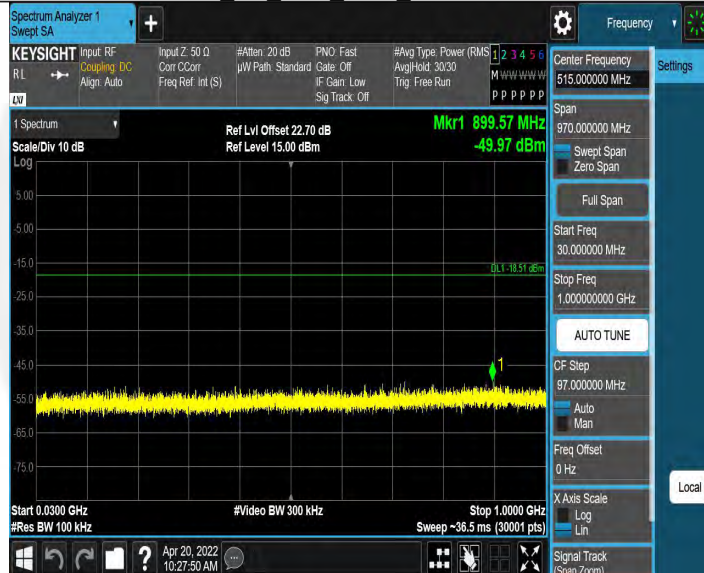 Spectrum Analyzer 1
Swept SA
+
Frequency
KEYSIGHT
RL
LXI
Input: RF
Coupling: DC
Align: Auto
Input Z: 50 Ω
Corr CCorr
Freq Ref: Int (S)
#Atten: 20 dB
µW Path: Standard
PNO: Fast
Gate: Off
IF Gain: Low
Sig Track: Off
#Avg Type: Power (RMS
Avg|Hold: 30/30
Trig: Free Run
1 2 3 4 5 6
M W W W W W
P P P P P P
1 Spectrum
Scale/Div 10 dB
Log
Ref Lvl Offset 22.70 dB
Ref Level 15.00 dBm
Mkr1 899.57 MHz
-49.97 dBm
5.00
-5.00
-15.0
DL1 -18.51 dBm
-25.0
-35.0
-45.0
1
-55.0
-65.0
-75.0
Start 0.0300 GHz
#Res BW 100 kHz
#Video BW 300 kHz
Stop 1.0000 GHz
Sweep ~36.5 ms (30001 pts)
?
Apr 20, 2022
10:27:50 AM
Center Frequency
515.000000 MHz
Span
970.000000 MHz
Swept Span
Zero Span
Full Span
Start Freq
30.000000 MHz
Stop Freq
1.000000000 GHz
AUTO TUNE
CF Step
97.000000 MHz
Auto
Man
Freq Offset
0 Hz
X Axis Scale
Log
Lin
Signal Track
(Span Zoom)
Settings
Local